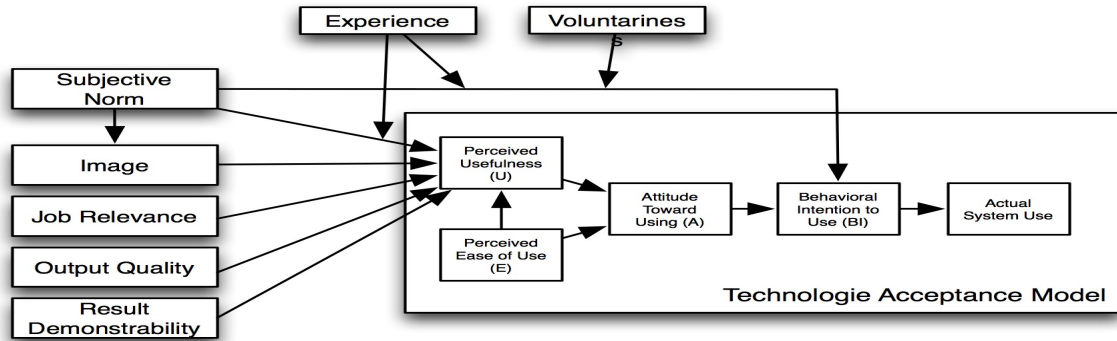 Experience
Voluntarines
s
Subjective
Norm
Image
Job Relevance
Output Quality
Result
Demonstrability
Perceived
Usefulness
(U)
Perceived
Ease of Use
(E)
Attitude
Toward
Using (A)
Behavioral
Intention to
Use (BI)
Actual
System Use
Technologie Acceptance Model